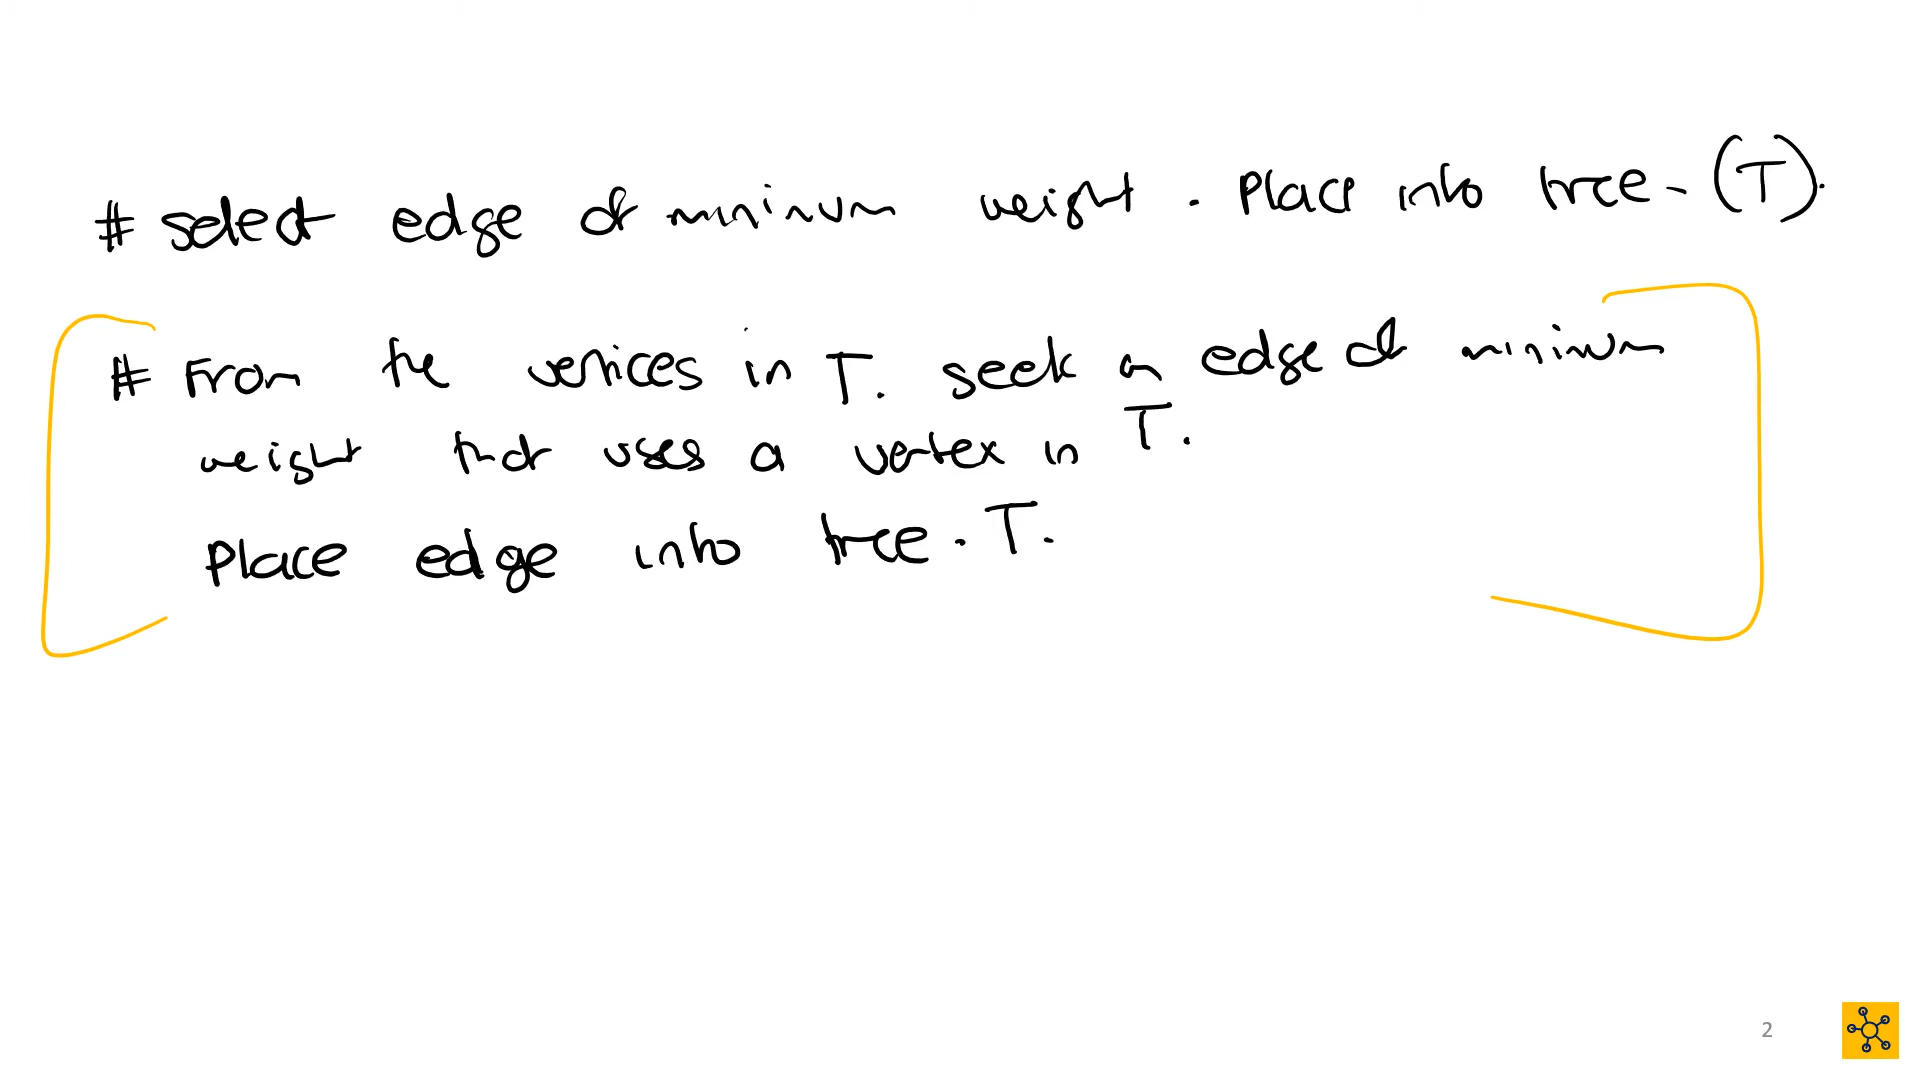 # select edge of minimum weight . Place into tree - (T).
# From the vertices in T. seek an edge of minimum
weight that uses a vertex in T.
Place edge into tree . T.
2